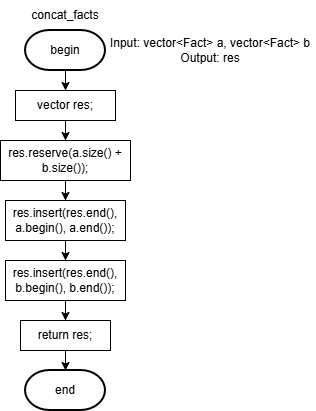 concat_facts
begin
Input: vector<Fact> a, vector<Fact> b
Output: res
vector res;
res.reserve(a.size() +
b.size());
res.insert(res.end(),
a.begin(), a.end());
res.insert(res.end(),
b.begin(), b.end());
return res;
end